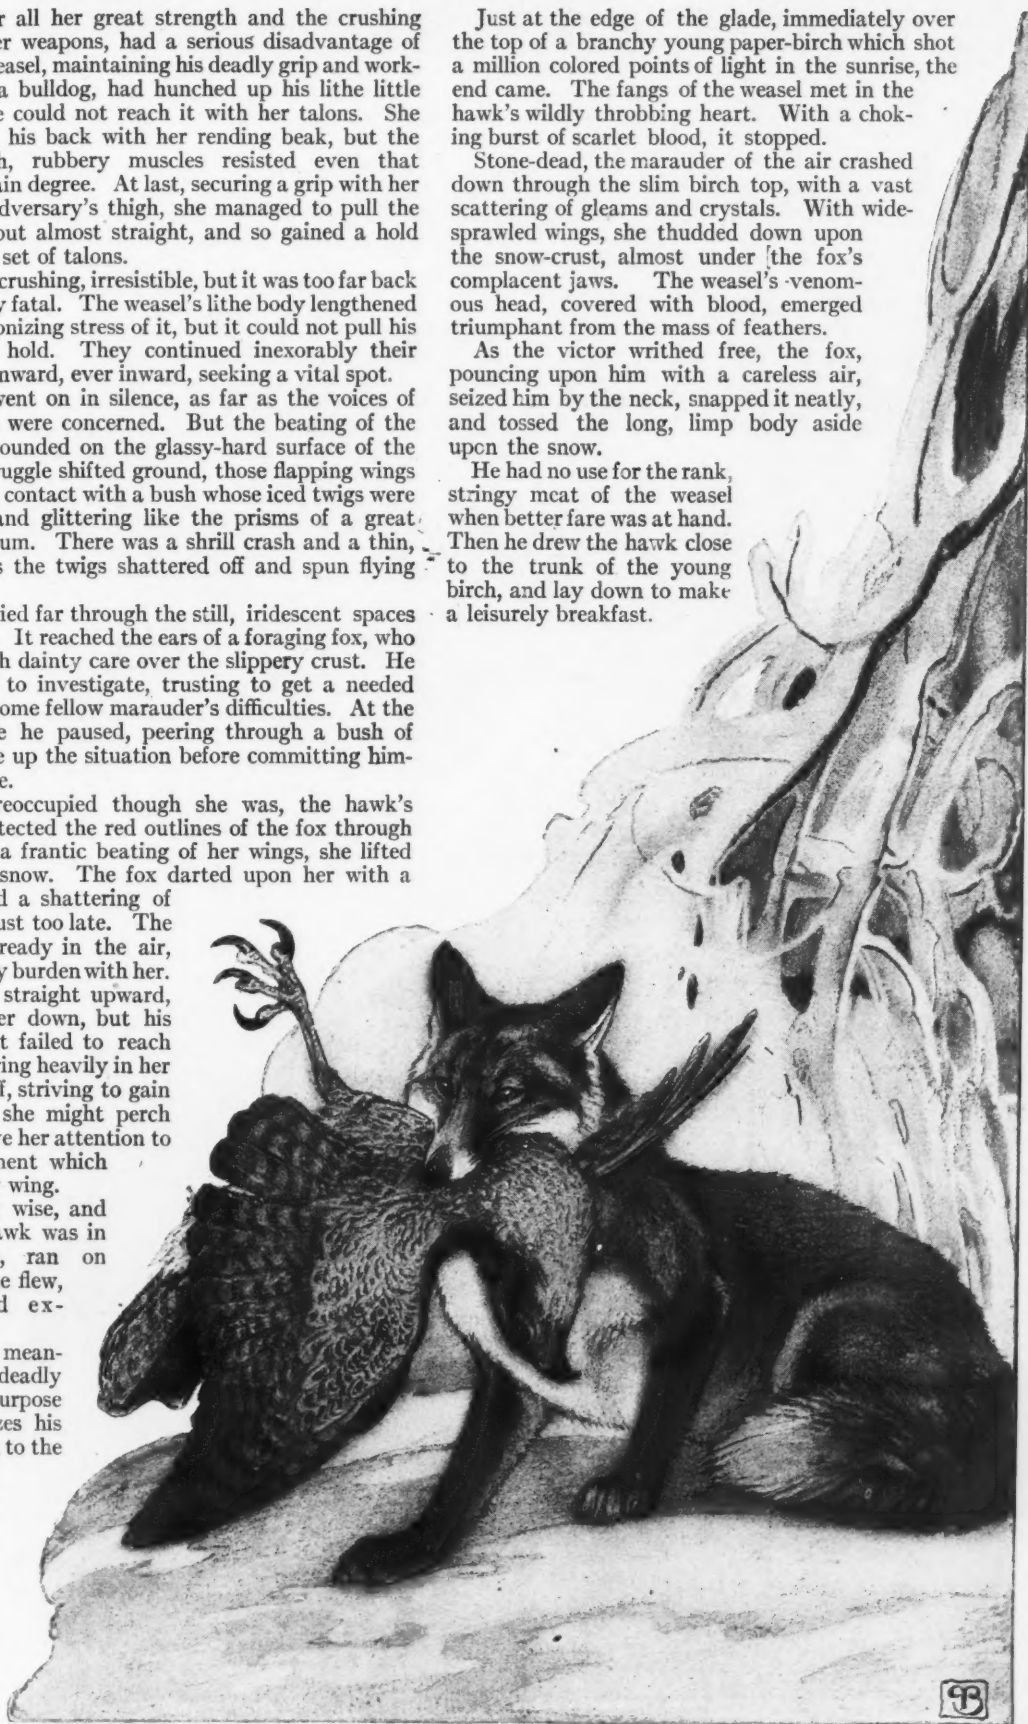 r all her great strength and the crushing
er weapons, had a serious disadvantage of
easel, maintaining his deadly grip and work-
a bulldog, had hunched up his lithe little
e could not reach it with her talons. She
his back with her rending beak, but the
h, rubbery muscles resisted even that
ain degree. At last, securing a grip with her
dversary's thigh, she managed to pull the
out almost straight, and so gained a hold
set of talons.
crushing, irresistible, but it was too far back
y fatal. The weasel's lithe body lengthened
onizing stress of it, but it could not pull his
hold. They continued inexorably their
nward, ever inward, seeking a vital spot.
vent on in silence, as far as the voices of
were concerned. But the beating of the
ounded on the glassy-hard surface of the
ruggle shifted ground, those flapping wings
contact with a bush whose iced twigs were
and glittering like the prisms of a great
um. There was a shrill crash and a thin,
s the twigs shattered off and spun flying
ied far through the still, iridescent spaces
It reached the ears of a foraging fox, who
h dainty care over the slippery crust. He
to investigate, trusting to get a needed
ome fellow marauder's difficulties. At the
e he paused, peering through a bush of
e up the situation before committing him-
e.
reoccupied though she was, the hawk's
tected the red outlines of the fox through
a frantic beating of her wings, she lifted
snow. The fox darted upon her with a
d a shattering of
ust too late. The
ready in the air,
y burden with her.
straight upward,
er down, but his
t failed to reach
ring heavily in her
f, striving to gain
she might perch
e her attention to
nent which
wing.
wise, and
awk was in
, ran on
e flew,
d ex-
mean-
deadly
urpose
zes his
to the
Just at the edge of the glade, immediately over
the top of a branchy young paper-birch which shot
a million colored points of light in the sunrise, the
end came. The fangs of the weasel met in the
hawk's wildly throbbing heart. With a chok-
ing burst of scarlet blood, it stopped.
Stone-dead, the marauder of the air crashed
down through the slim birch top, with a vast
scattering of gleams and crystals. With wide-
sprawled wings, she thudded down upon
the snow-crust, almost under the fox's
complacent jaws. The weasel's venom-
ous head, covered with blood, emerged
triumphant from the mass of feathers.
As the victor writhed free, the fox,
pouncing upon him with a careless air,
seized him by the neck, snapped it neatly,
and tossed the long, limp body aside
upon the snow.
He had no use for the rank,
stringy meat of the weasel
when better fare was at hand.
Then he drew the hawk close
to the trunk of the young
birch, and lay down to make
a leisurely breakfast.